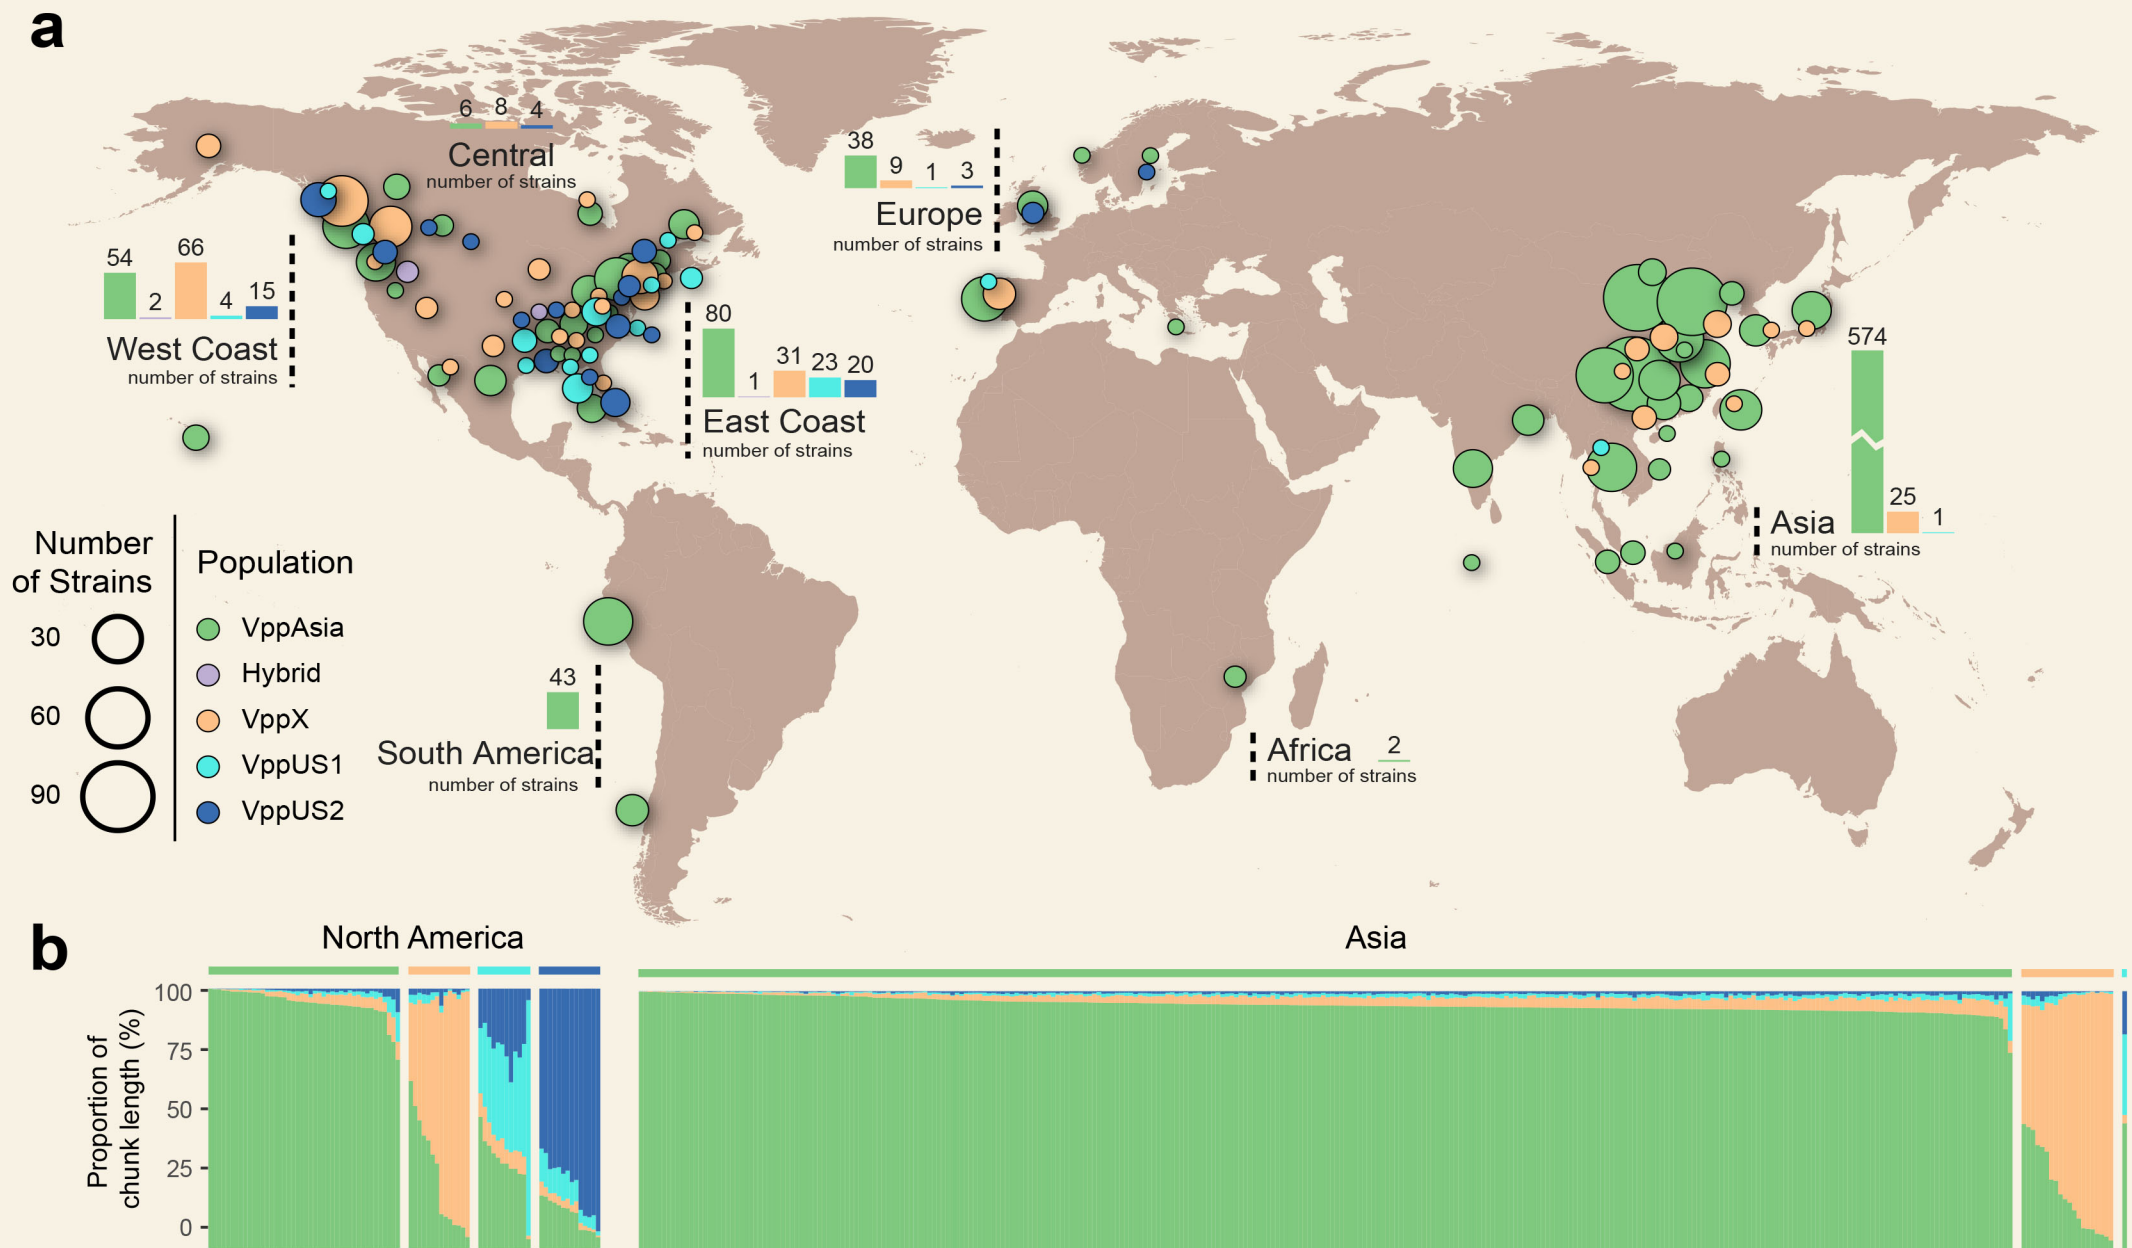 a
6 8 4
Central
number of strains
38 9 1 3
Europe
number of strains
54 2 66 4 15
West Coast
number of strains
80 1 31 23 20
East Coast
number of strains
574 25 1
Asia
number of strains
Number
of Strains
30
60
90
Population
VppAsia
Hybrid
VppX
VppUS1
VppUS2
43
South America
number of strains
Africa 2
number of strains
b
North America
Asia
Proportion of
chunk length (%)
100
75
50
25
0